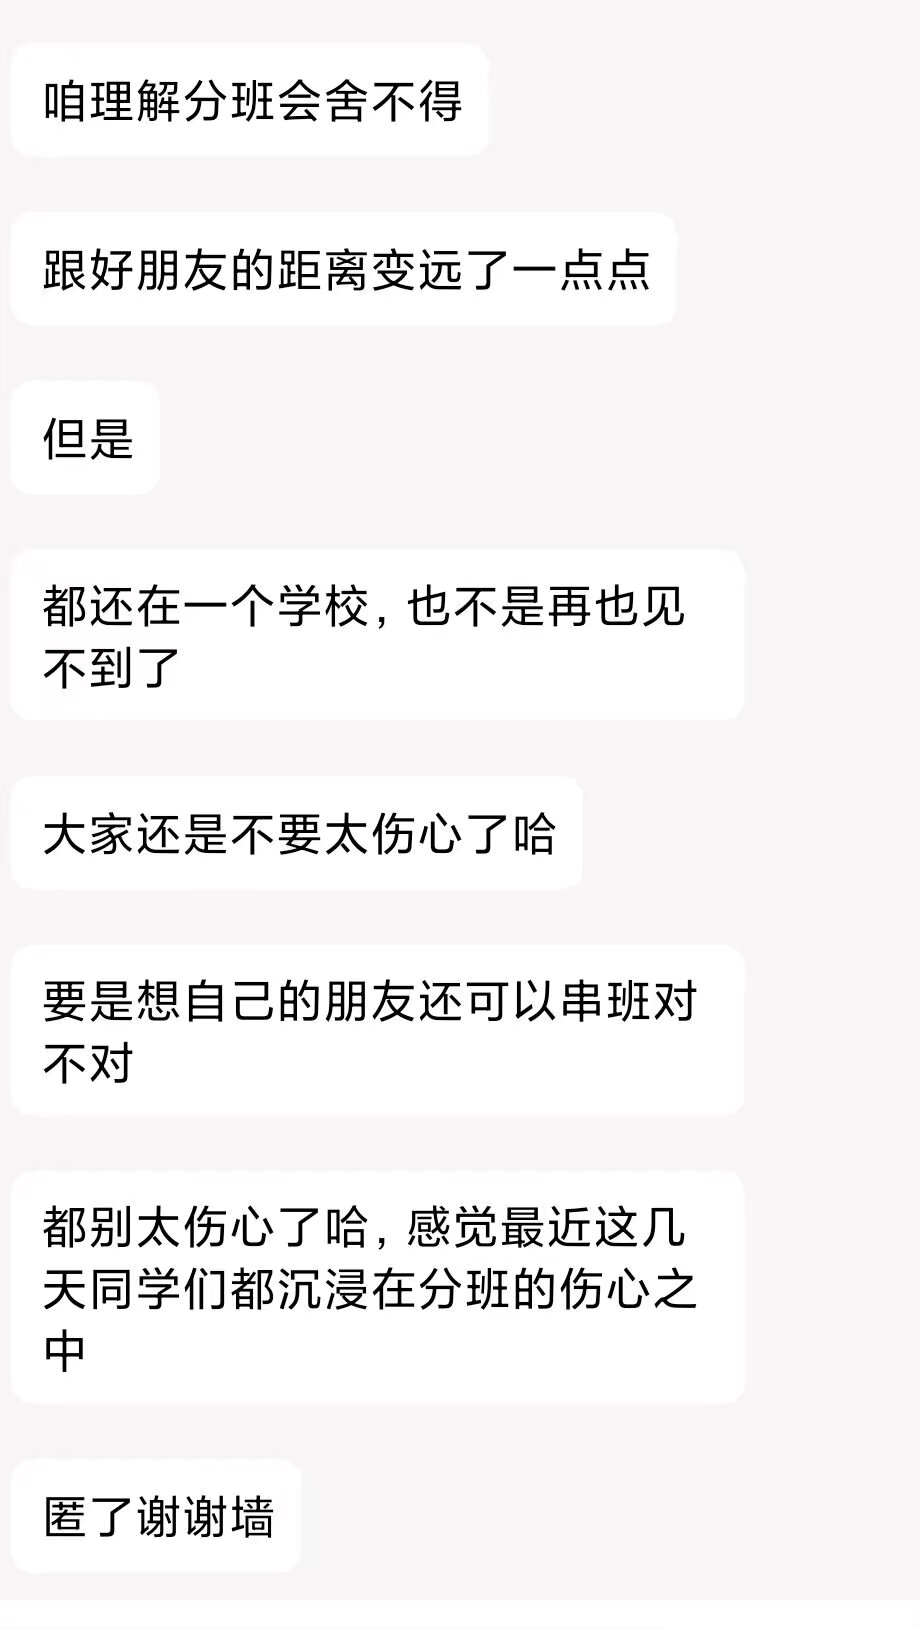 咱理解分班会舍不得
跟好朋友的距离变远了一点点
但是
都还在一个学校，也不是再也见
不到了
大家还是不要太伤心了哈
要是想自己的朋友还可以串班对
不对
都别太伤心了哈，感觉最近这几
天同学们都沉浸在分班的伤心之
中
匿了谢谢墙